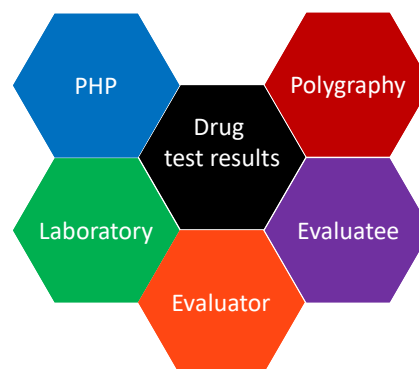 PHP
Polygraphy
Drug
test results
Laboratory
Evaluatee
Evaluator